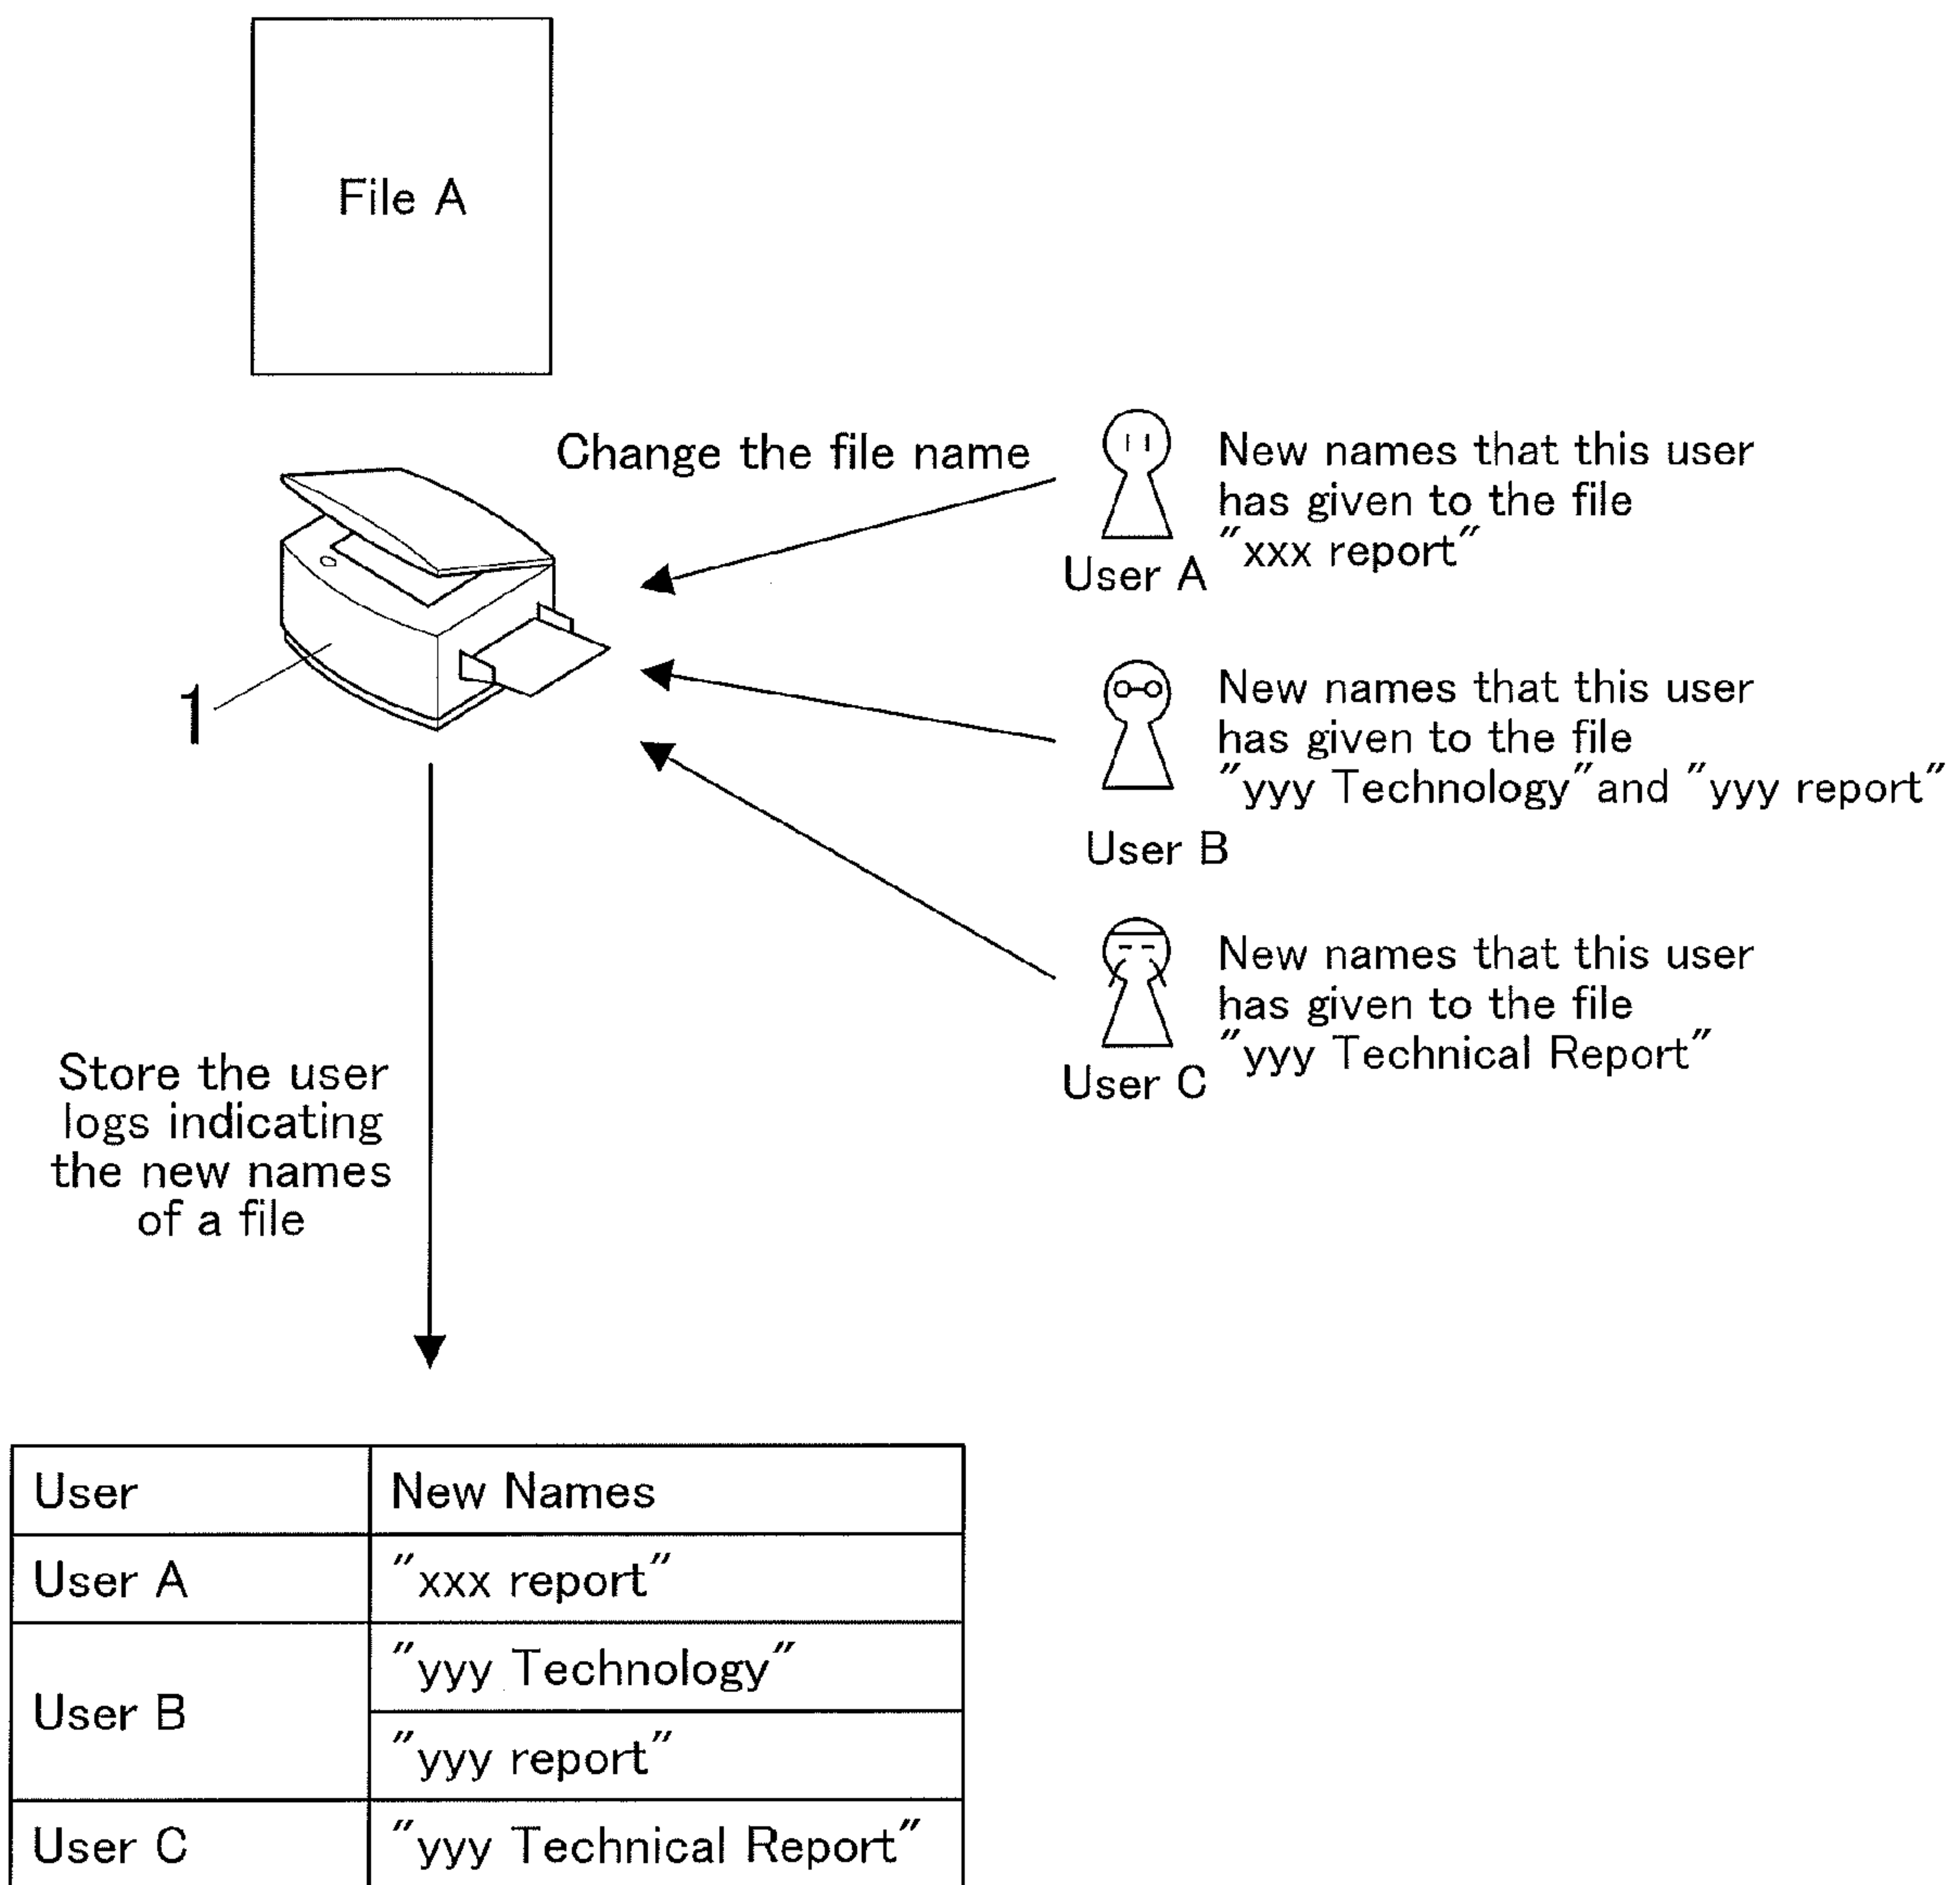 File A
Change the file name
New names that this user
has given to the file
"xxx report"
User A
1
New names that this user
has given to the file
"yyy Technology"and "yyy report"
User B
New names that this user
has given to the file
"yyy Technical Report"
User C
Store the user
logs indicating
the new names
of a file
User New Names
User A "xxx report"
User B "yyy Technology"
"yyy report"
User C "yyy Technical Report"